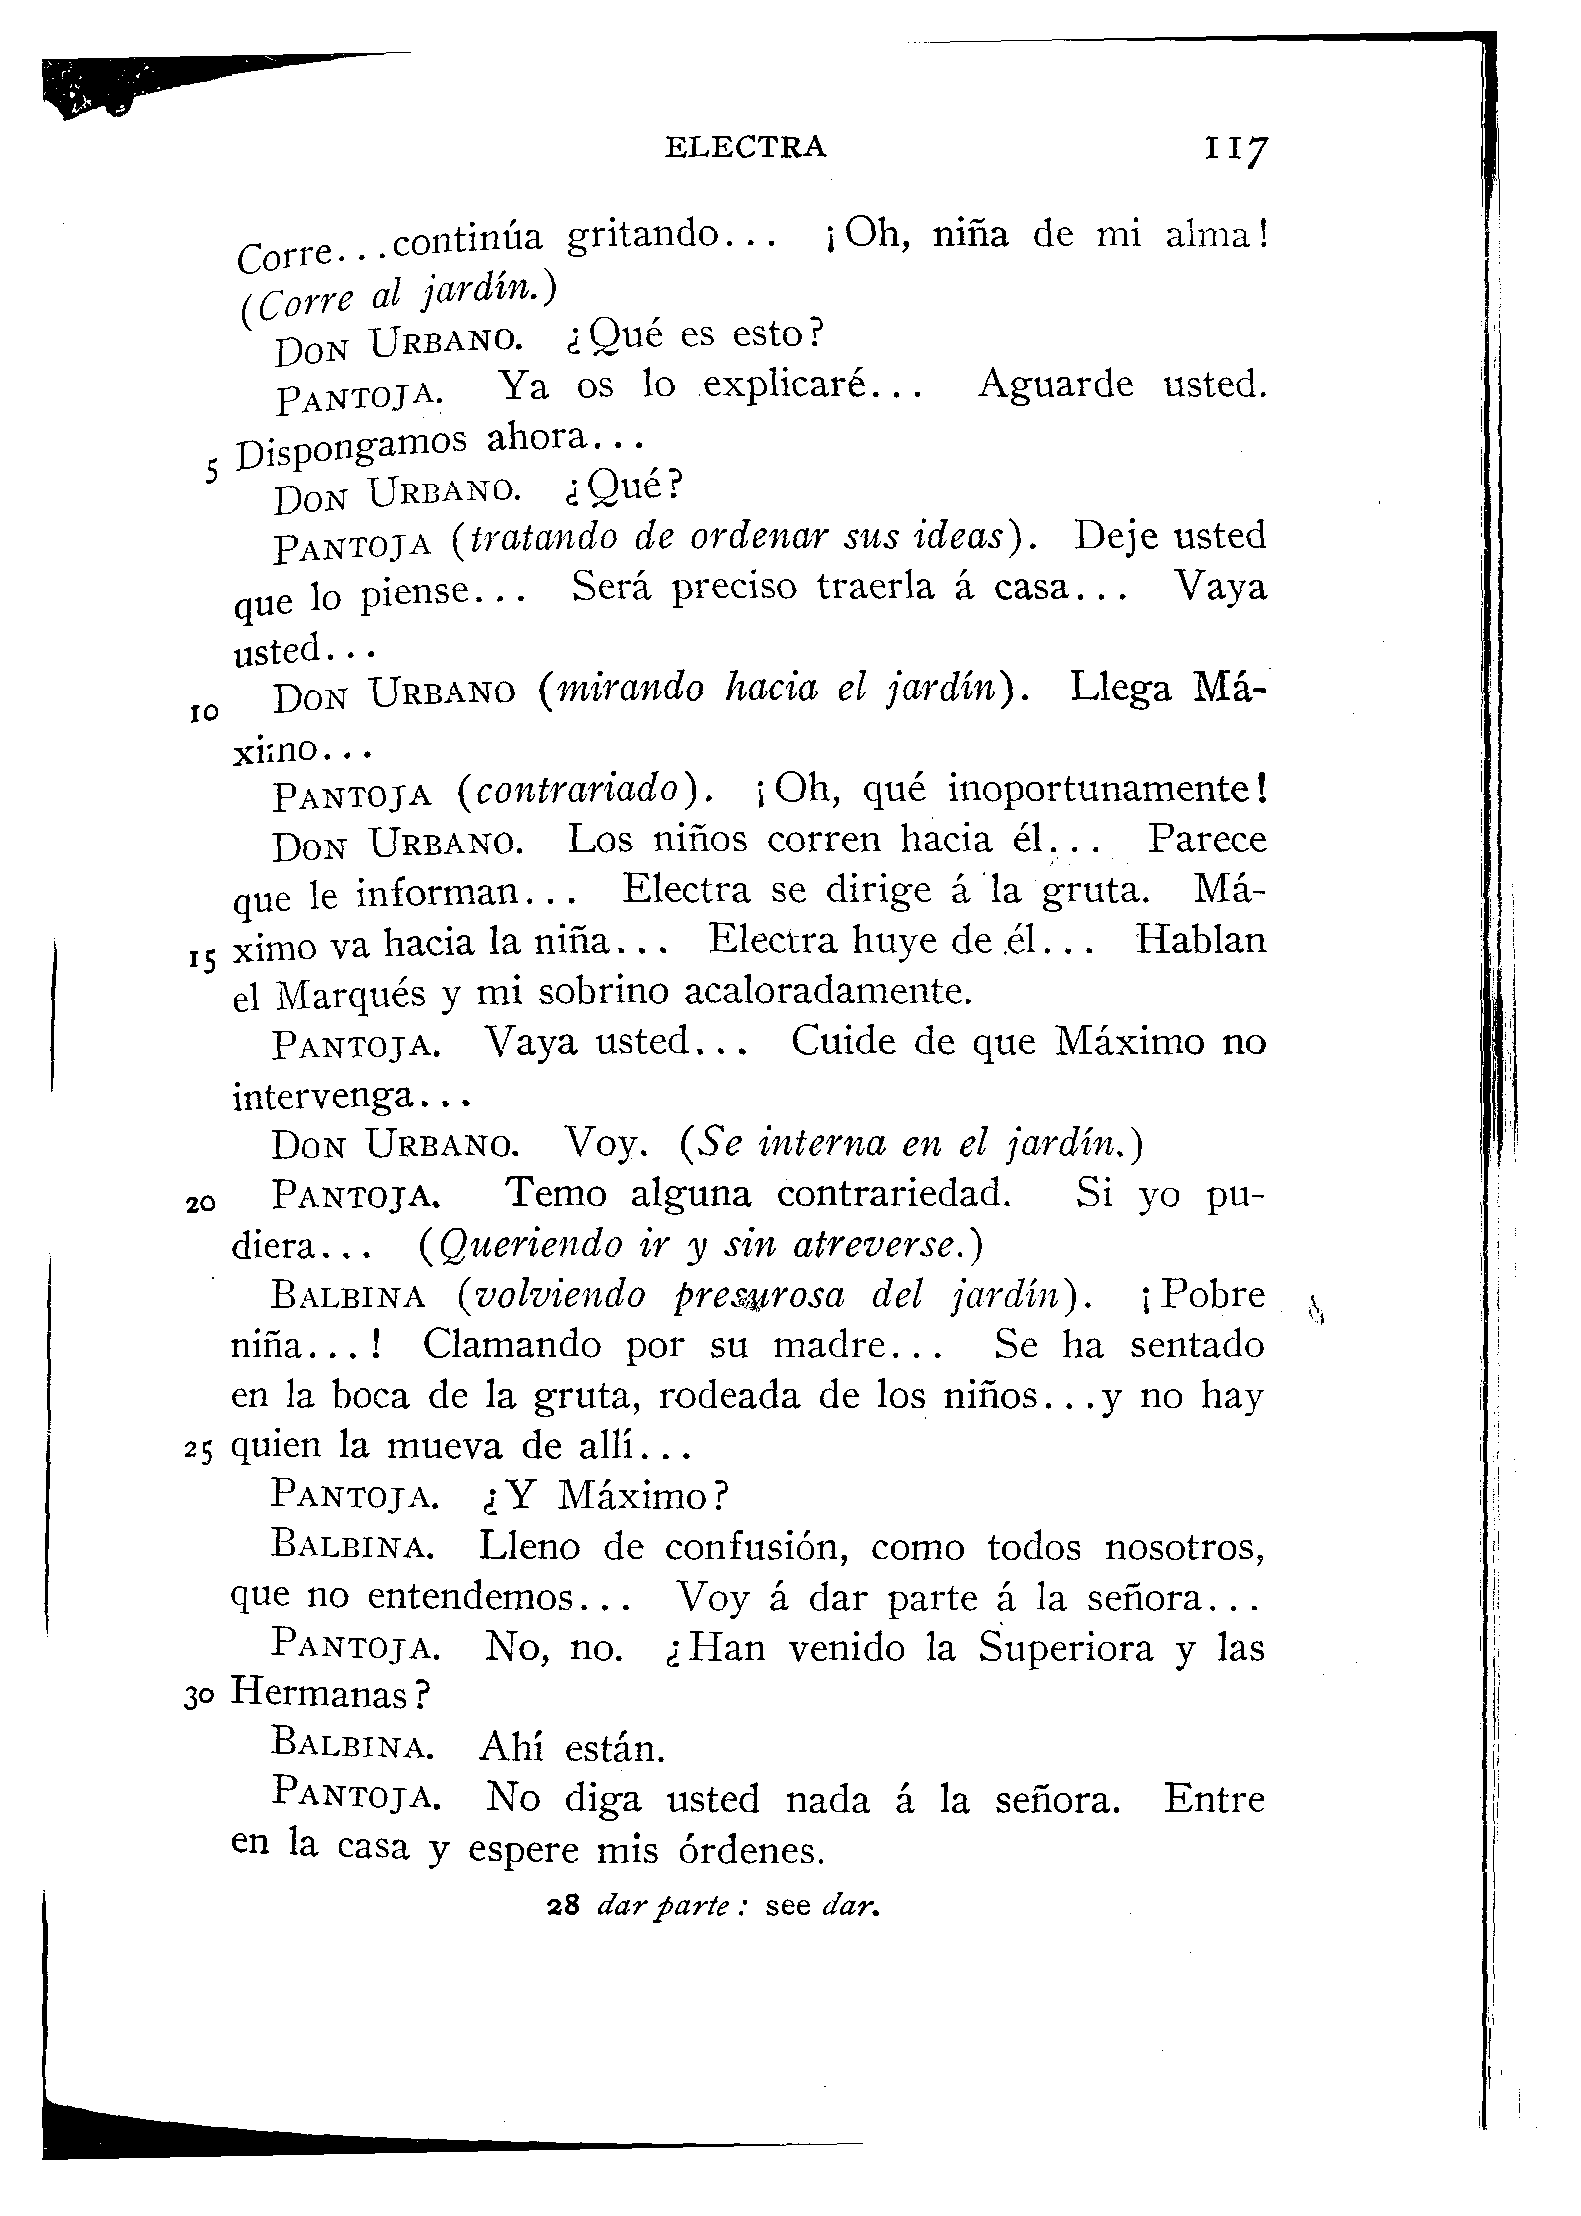 ELECTRA 117
Corre...continúa gritando... ¡Oh, niña de mi alma!
(Corre al jardín.)
DON URBANO. ¿Qué es esto?
PANTOJA. Ya os lo explicaré... Aguarde usted.
5 Dispongamos ahora...
DON URBANO. ¿Qué?
PANTOJA (tratando de ordenar sus ideas). Deje usted
que lo piense... Será preciso traerla á casa... Vaya
usted...
10 DON URBANO (mirando hacia el jardín). Llega Má-
ximo...
PANTOJA (contrariado). ¡Oh, qué inoportunamente!
DON URBANO. Los niños corren hacia él... Parece
que le informan... Electra se dirige á la gruta. Má-
15 ximo va hacia la niña... Electra huye de él... Hablan
el Marqués y mi sobrino acaloradamente.
PANTOJA. Vaya usted... Cuide de que Máximo no
intervenga...
DON URBANO. Voy. (Se interna en el jardín.)
20 PANTOJA. Temo alguna contrariedad. Si yo pu-
diera... (Queriendo ir y sin atreverse.)
BALBINA (volviendo presurosa del jardín). ¡Pobre
niña...! Clamando por su madre... Se ha sentado
en la boca de la gruta, rodeada de los niños...y no hay
25 quien la mueva de allí...
PANTOJA. ¿Y Máximo?
BALBINA. Lleno de confusión, como todos nosotros,
que no entendemos... Voy á dar parte á la señora...
PANTOJA. No, no. ¿Han venido la Superiora y las
30 Hermanas?
BALBINA. Ahí están.
PANTOJA. No diga usted nada á la señora. Entre
en la casa y espere mis órdenes.
28 dar parte: see dar.